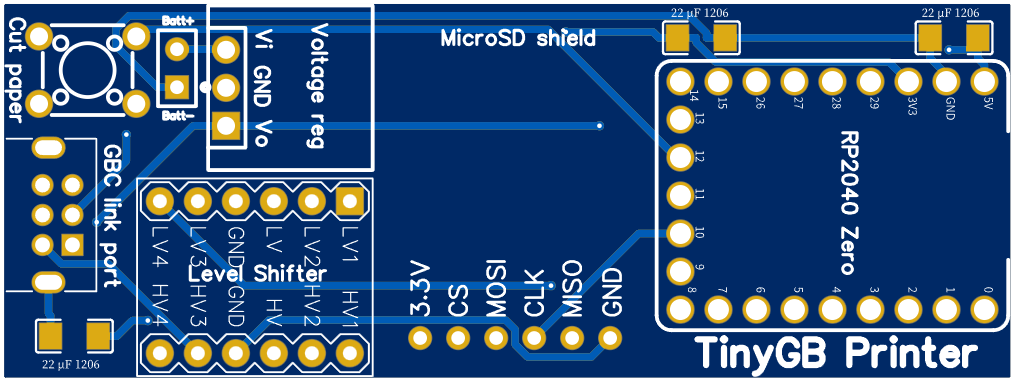 Cut paper
Batt+
Batt-
Vi GND Vo
Voltage reg
MicroSD shield
22 μF 1206
22 μF 1206
14
15
26
27
28
29
3V3
GND
5V
13
12
11
10
9
8
7
6
5
4
3
2
1
0
RP2040 Zero
GBC link port
LV4
LV3
GND
LV
LV2
LV1
Level Shifter
HV4
HV3
GND
HV
HV2
HV1
3.3V
CS
MOSI
CLK
MISO
GND
22 μF 1206
TinyGB Printer